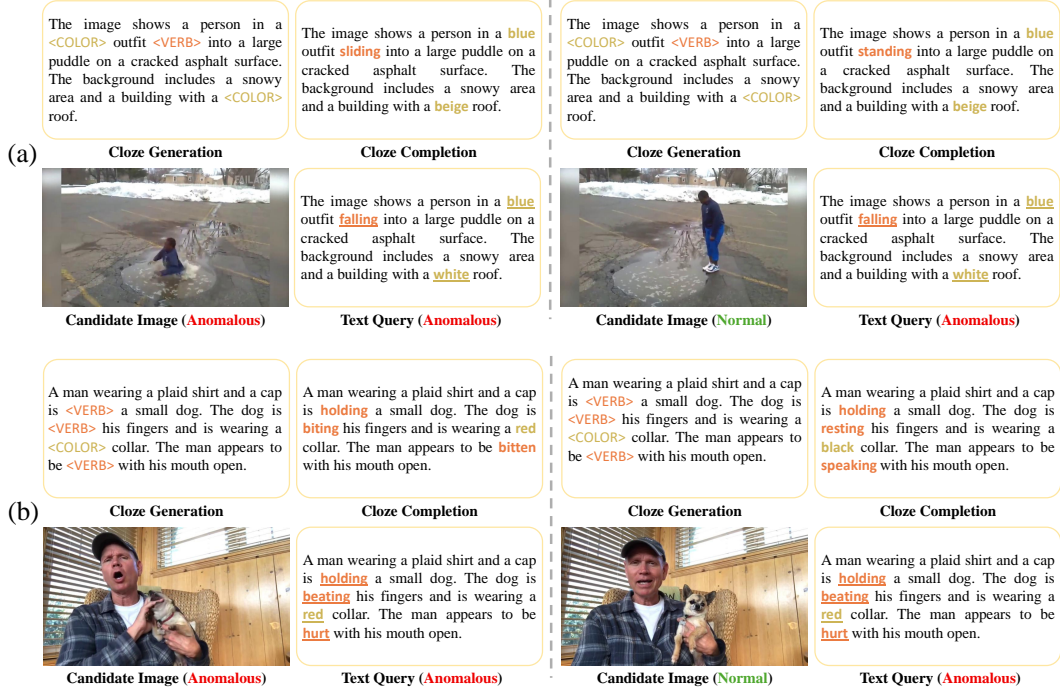 The image shows a person in a
<COLOR> outfit <VERB> into a large
puddle on a cracked asphalt surface.
The background includes a snowy
area and a building with a <COLOR>
roof.
Cloze Generation
The image shows a person in a blue
outfit sliding into a large puddle on a
cracked asphalt surface. The
background includes a snowy area
and a building with a beige roof.
Cloze Completion
The image shows a person in a
<COLOR> outfit <VERB> into a large
puddle on a cracked asphalt surface.
The background includes a snowy
area and a building with a <COLOR>
roof.
Cloze Generation
The image shows a person in a blue
outfit standing into a large puddle on
a cracked asphalt surface. The
background includes a snowy area
and a building with a beige roof.
Cloze Completion
(a)
Candidate Image (Anomalous)
The image shows a person in a blue
outfit falling into a large puddle on a
cracked asphalt surface. The
background includes a snowy area
and a building with a white roof.
Text Query (Anomalous)
Candidate Image (Normal)
The image shows a person in a blue
outfit falling into a large puddle on a
cracked asphalt surface. The
background includes a snowy area
and a building with a white roof.
Text Query (Anomalous)
A man wearing a plaid shirt and a cap
is <VERB> a small dog. The dog is
<VERB> his fingers and is wearing a
<COLOR> collar. The man appears to
be <VERB> with his mouth open.
Cloze Generation
A man wearing a plaid shirt and a cap
is holding a small dog. The dog is
biting his fingers and is wearing a red
collar. The man appears to be bitten
with his mouth open.
Cloze Completion
A man wearing a plaid shirt and a cap
is <VERB> a small dog. The dog is
<VERB> his fingers and is wearing a
<COLOR> collar. The man appears to
be <VERB> with his mouth open.
Cloze Generation
A man wearing a plaid shirt and a cap
is holding a small dog. The dog is
resting his fingers and is wearing a
black collar. The man appears to be
speaking with his mouth open.
Cloze Completion
(b)
Candidate Image (Anomalous)
A man wearing a plaid shirt and a cap
is holding a small dog. The dog is
beating his fingers and is wearing a
red collar. The man appears to be
hurt with his mouth open.
Text Query (Anomalous)
Candidate Image (Normal)
A man wearing a plaid shirt and a cap
is holding a small dog. The dog is
beating his fingers and is wearing a
red collar. The man appears to be
hurt with his mouth open.
Text Query (Anomalous)